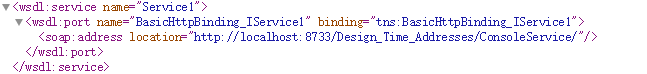 ▼<wsdl:service name="Service1">
▼<wsdl:port name="BasicHttpBinding_IService1" binding="tns:BasicHttpBinding_IService1">
<soap:address location="http://localhost:8733/Design_Time_Addresses/ConsoleService/"/>
</wsdl:port>
</wsdl:service>